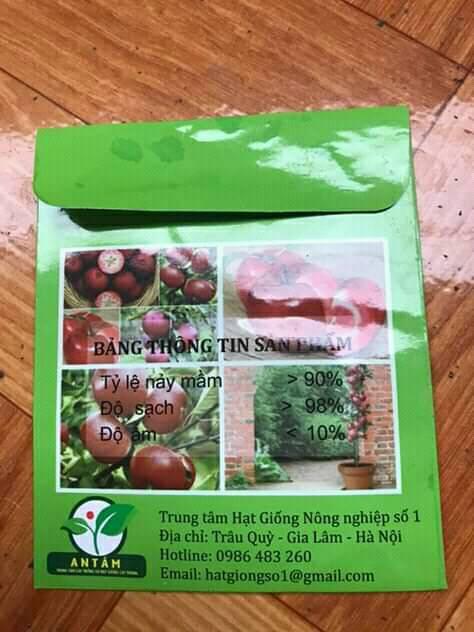 BẢNG THÔNG TIN SẢN PHẨM
Tỷ lệ nảy mầm > 90%
Độ sạch > 98%
Độ ẩm < 10%
Trung tâm Hạt Giống Nông nghiệp số 1
Địa chỉ: Trâu Quỳ - Gia Lâm - Hà Nội
Hotline: 0986 483 260
Email: hatgiongso1@gmail.com
AN TÂM